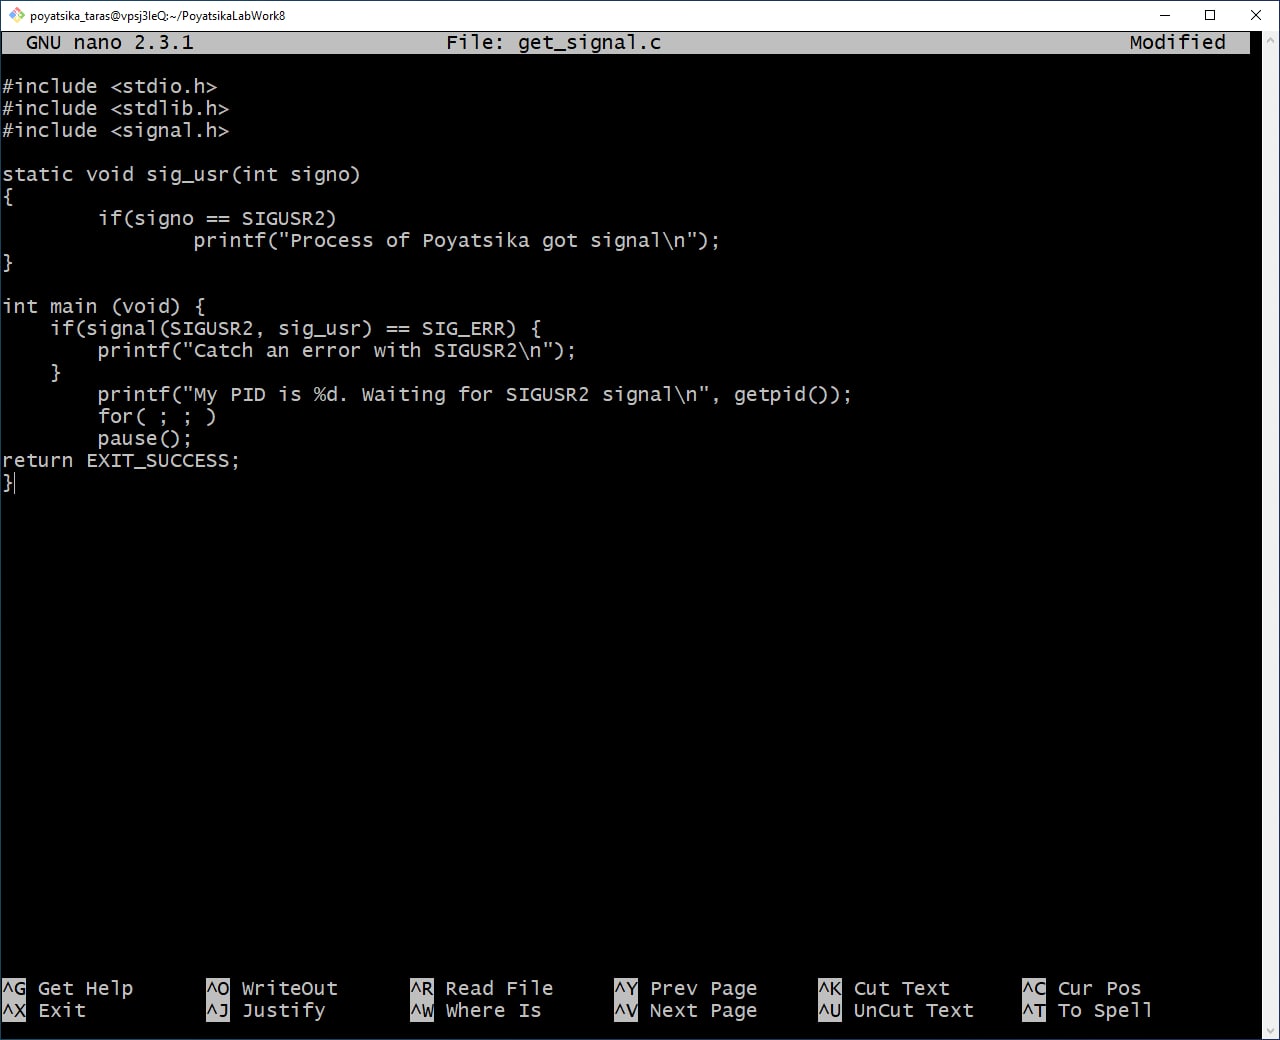 poyatsika_taras@vpsj3leQ:~/PoyatsikaLabWork8
GNU nano 2.3.1 File: get_signal.c Modified
#include <stdio.h>
#include <stdlib.h>
#include <signal.h>
static void sig_usr(int signo)
{
        if(signo == SIGUSR2)
                printf("Process of Poyatsika got signal\n");
}
int main (void) {
    if(signal(SIGUSR2, sig_usr) == SIG_ERR) {
        printf("Catch an error with SIGUSR2\n");
    }
        printf("My PID is %d. Waiting for SIGUSR2 signal\n", getpid());
        for( ; ; )
        pause();
return EXIT_SUCCESS;
}
^G Get Help ^O WriteOut ^R Read File ^Y Prev Page ^K Cut Text ^C Cur Pos
^X Exit ^J Justify ^W Where Is ^V Next Page ^U UnCut Text ^T To Spell